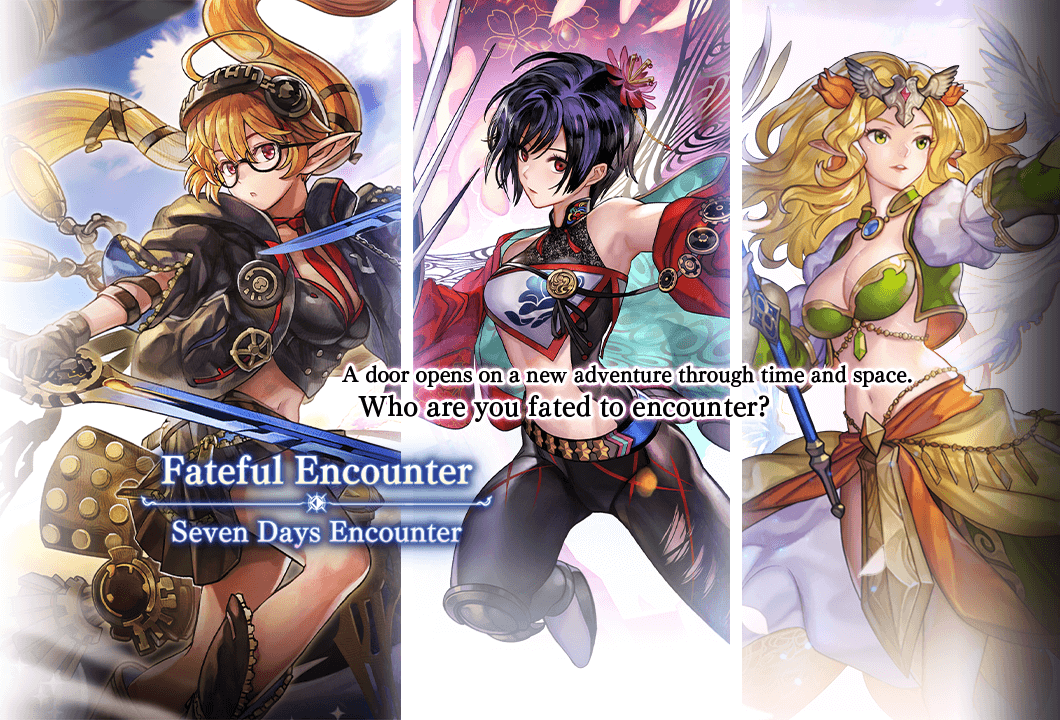 A door opens on a new adventure through time and space.
Who are you fated to encounter?
Fateful Encounter
Seven Days Encounter